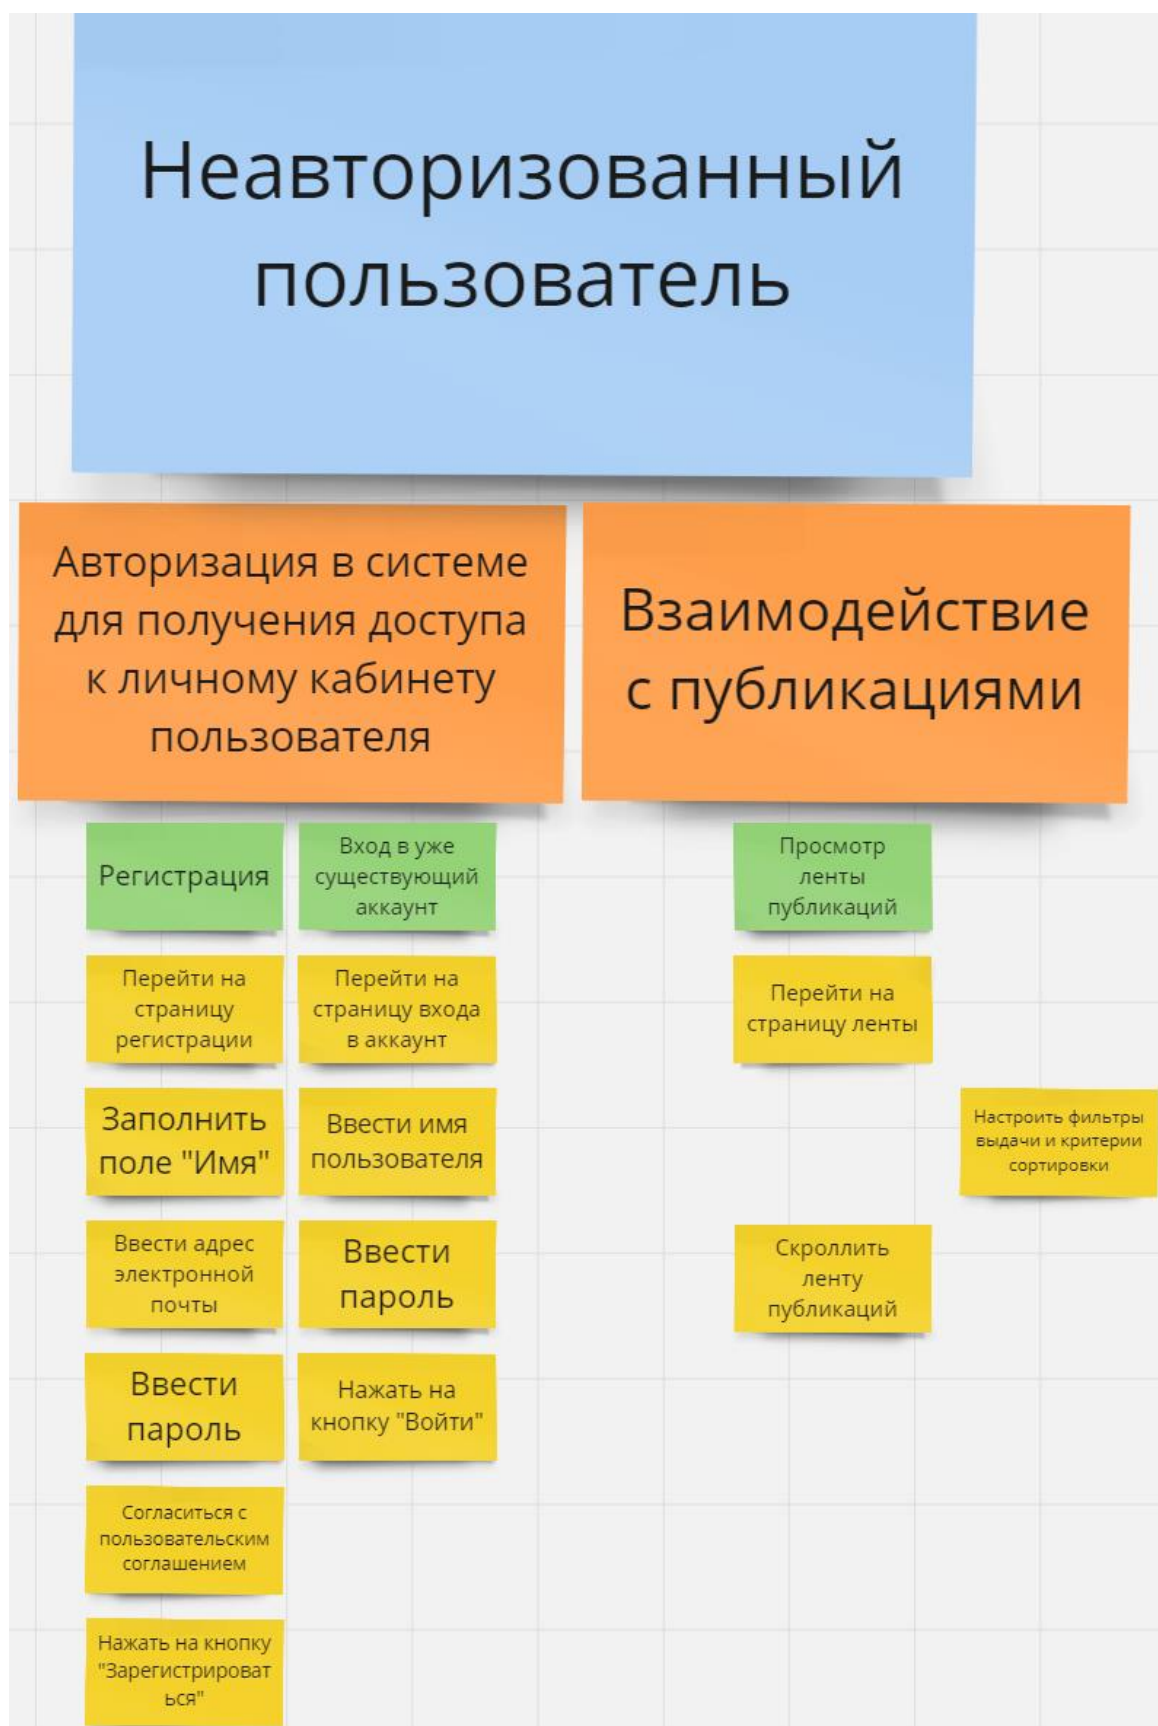 Неавторизованный
пользователь
Авторизация в системе
для получения доступа
к личному кабинету
пользователя
Взаимодействие
с публикациями
Регистрация
Вход в уже
существующий
аккаунт
Просмотр
ленты
публикаций
Перейти на
страницу
регистрации
Перейти на
страницу входа
в аккаунт
Перейти на
страницу ленты
Заполнить
поле "Имя"
Ввести имя
пользователя
Настроить фильтры
выдачи и критерии
сортировки
Ввести адрес
электронной
почты
Ввести
пароль
Скроллить
ленту
публикаций
Ввести
пароль
Нажать на
кнопку "Войти"
Согласиться с
пользовательским
соглашением
Нажать на кнопку
"Зарегистрироват
ься"